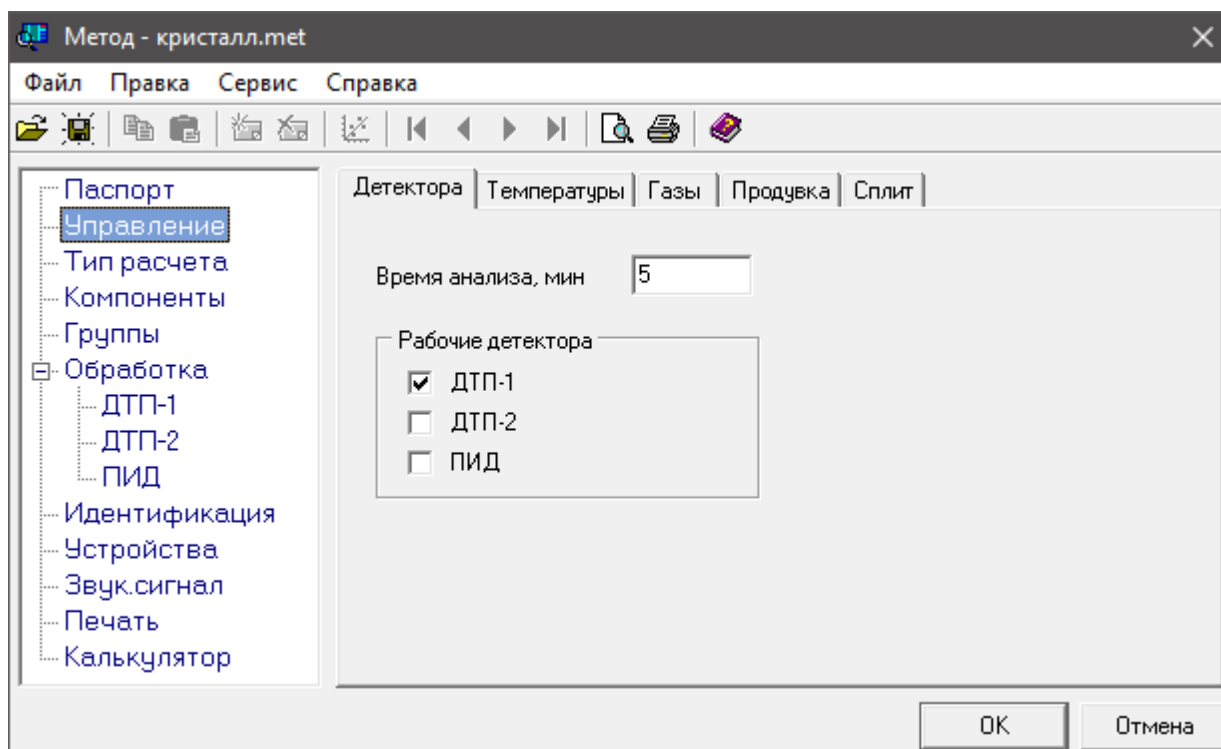 Метод - кристалл.met
Файл Правка Сервис Справка
Паспорт
Управление
Тип расчета
Компоненты
Группы
Обработка
ДТП-1
ДТП-2
ПИД
Идентификация
Устройства
Звук.сигнал
Печать
Калькулятор
Детектора Температуры Газы Продувка Сплит
Время анализа, мин 5
Рабочие детектора
ДТП-1
ДТП-2
ПИД
OK Отмена